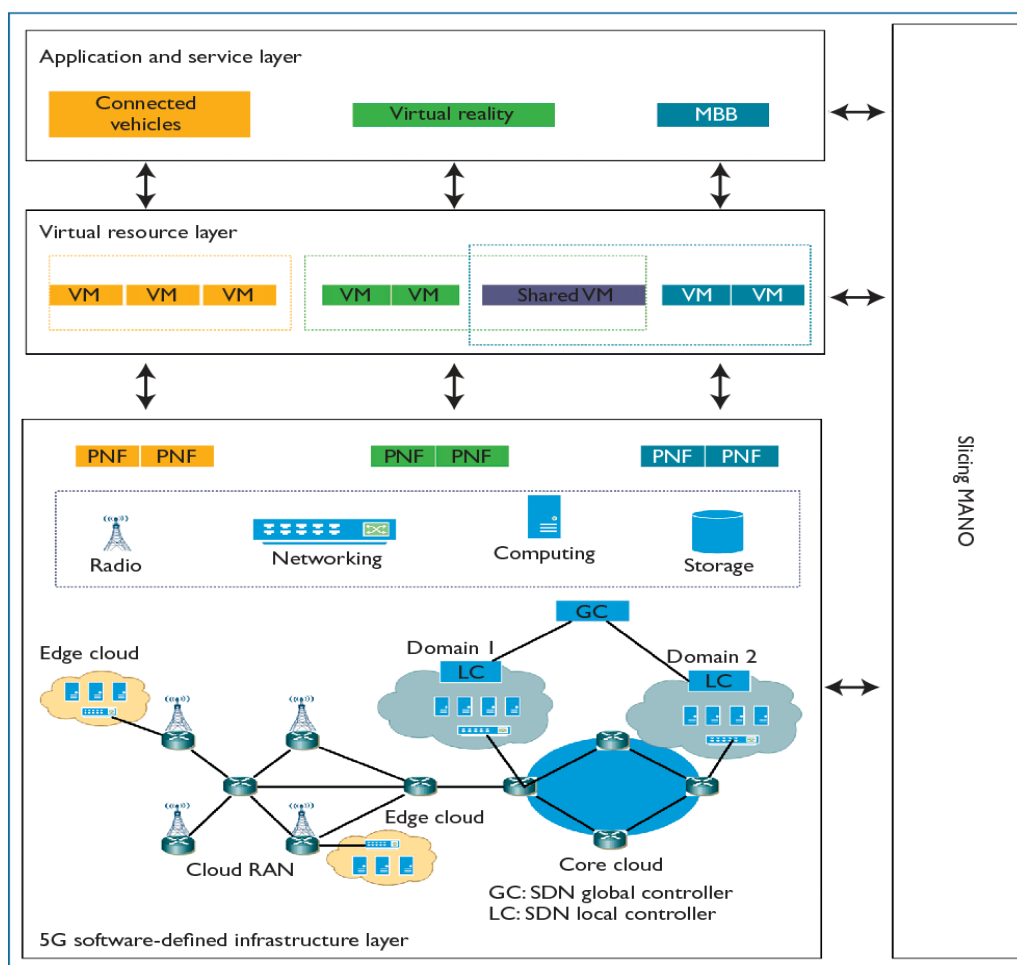 Application and service layer
Connected
vehicles
Virtual reality
MBB
Virtual resource layer
VM VM VM
VM VM
Shared VM
VM VM
PNF PNF
PNF PNF
PNF PNF
Radio
Networking
Computing
Storage
GC
Edge cloud
Domain 1
LC
Domain 2
LC
Edge cloud
Cloud RAN
Core cloud
GC: SDN global controller
LC: SDN local controller
5G software-defined infrastructure layer
Slicing MANO